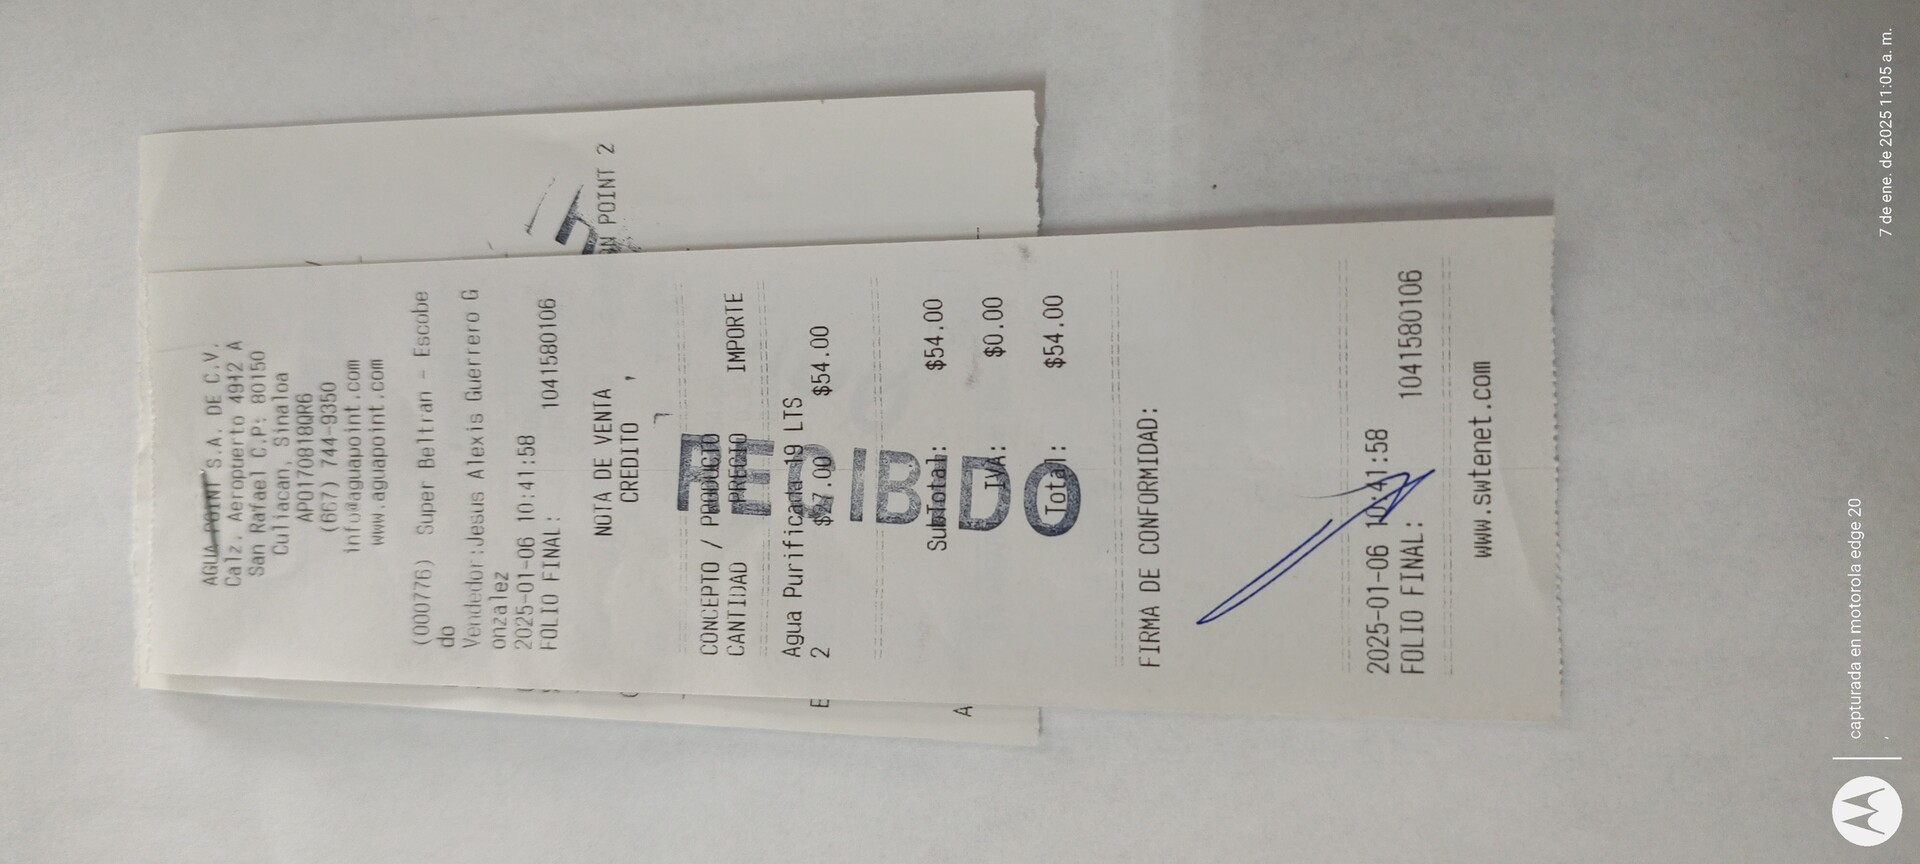 AGUA POINT S.A. DE C.V.
Calz. Aeropuerto 4912 A
San Rafael C.P: 80150
Culiacan, Sinaloa
APO170818QR6
(667) 744-9350
info@aguapoint.com
www.aguapoint.com
(000776) Super Beltran - Escobe
do
Vendedor:Jesus Alexis Guerrero G
onzalez
2025-01-06 10:41:58
FOLIO FINAL: 1041580106
NOTA DE VENTA
CREDITO
CONCEPTO / PRODUCTO
CANTIDAD PRECIO IMPORTE
Agua Purificada 19 LTS
2 $27.00 $54.00
RECIBIDO
SubTotal: $54.00
IVA: $0.00
Total: $54.00
FIRMA DE CONFORMIDAD:
2025-01-06 10:41:58
FOLIO FINAL: 1041580106
www.swtenet.com
POINT 2
E
A
capturada en motorola edge 20
7 de ene. de 2025 11:05 a. m.